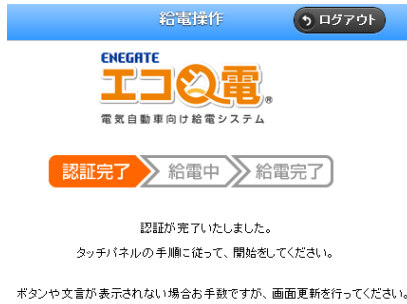 給電操作
ログアウト
ENEGATE
エコQ電®
電気自動車向け給電システム
認証完了
給電中
給電完了
認証が完了いたしました。
タッチパネルの手順に従って、開始をしてください。
ボタンや文言が表示されない場合お手数ですが、画面更新を行ってください。